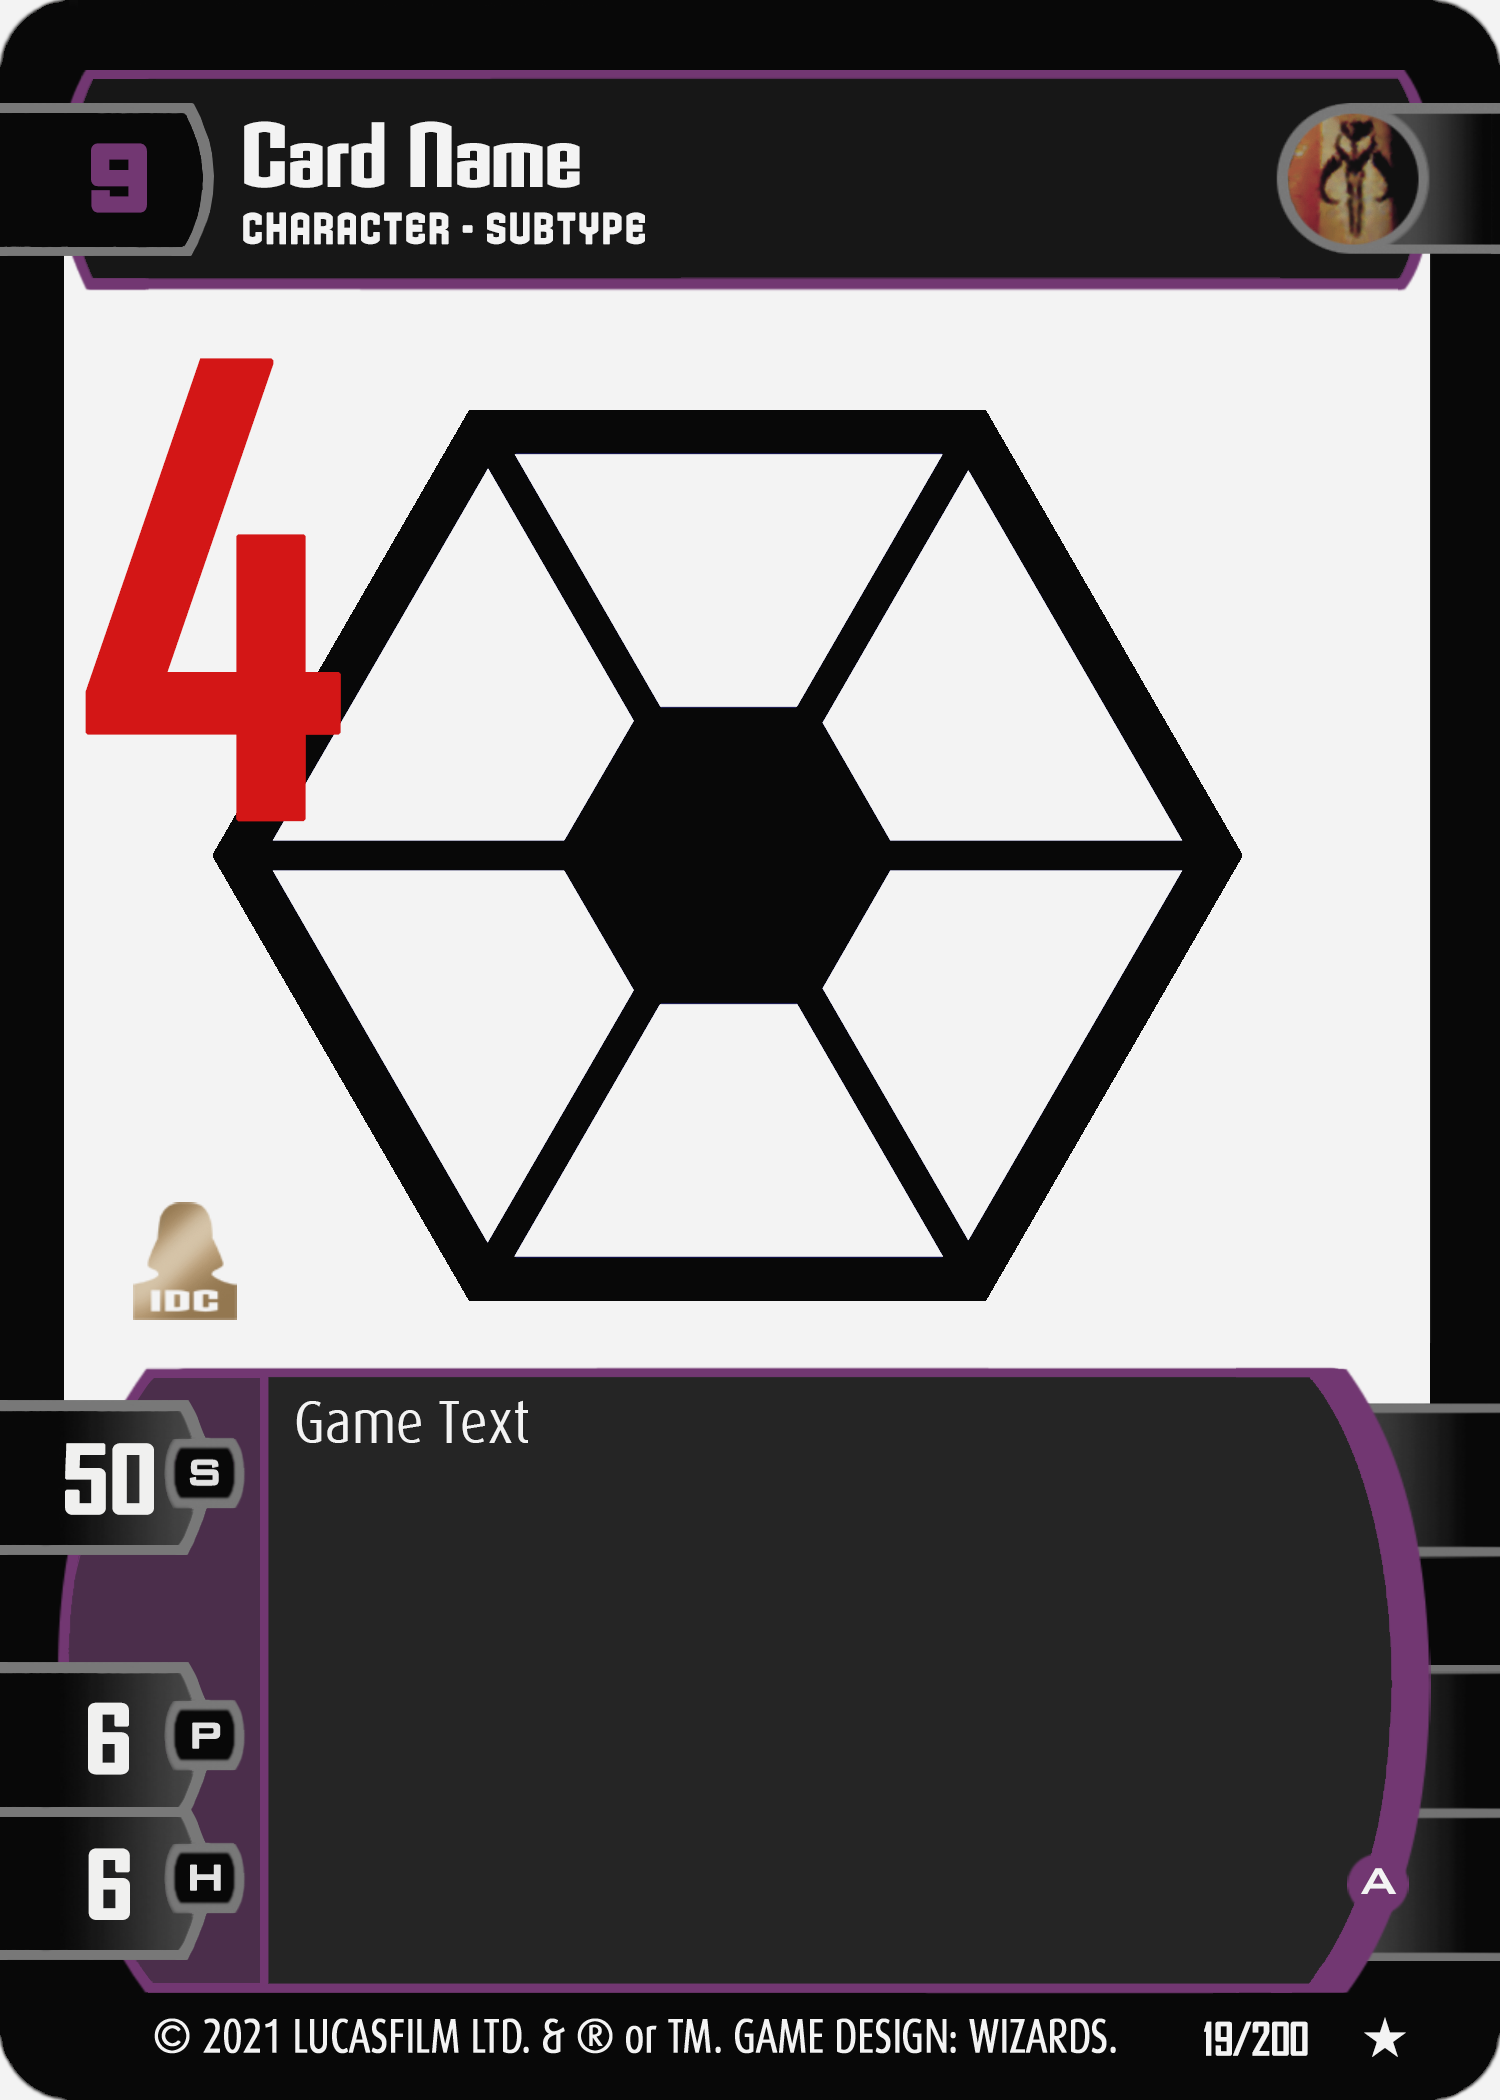 9
Card Name
CHARACTER - SUBTYPE
4
IDC
Game Text
50 S
6 P
6 H
A
© 2021 LUCASFILM LTD. & ® or TM. GAME DESIGN: WIZARDS. 19/200 ★